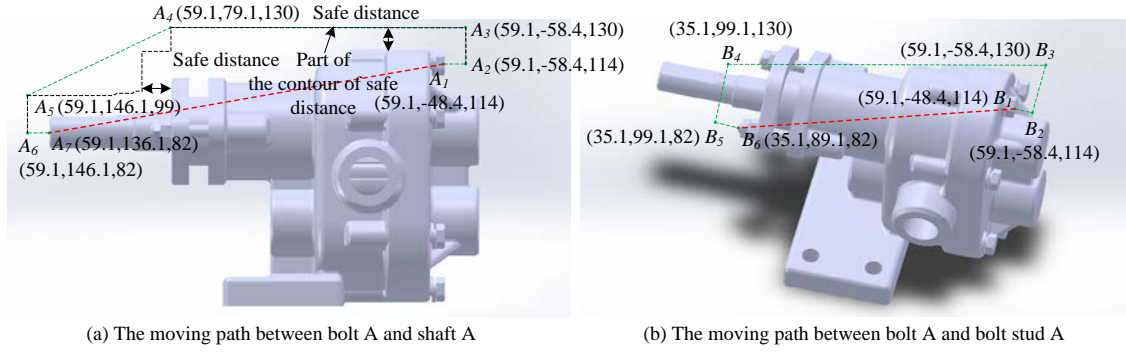 A4 (59.1,79.1,130)
Safe distance
A3 (59.1,-58.4,130)
Safe distance
Part of
the contour of safe
distance
A2 (59.1,-58.4,114)
A1
(59.1,-48.4,114)
A5 (59.1,146.1,99)
A6
A7 (59.1,136.1,82)
(59.1,146.1,82)
(a) The moving path between bolt A and shaft A
(35.1,99.1,130)
B4
(59.1,-58.4,130)
B3
(59.1,-48.4,114) B1
B2
(59.1,-58.4,114)
(35.1,99.1,82) B5
B6 (35.1,89.1,82)
(b) The moving path between bolt A and bolt stud A